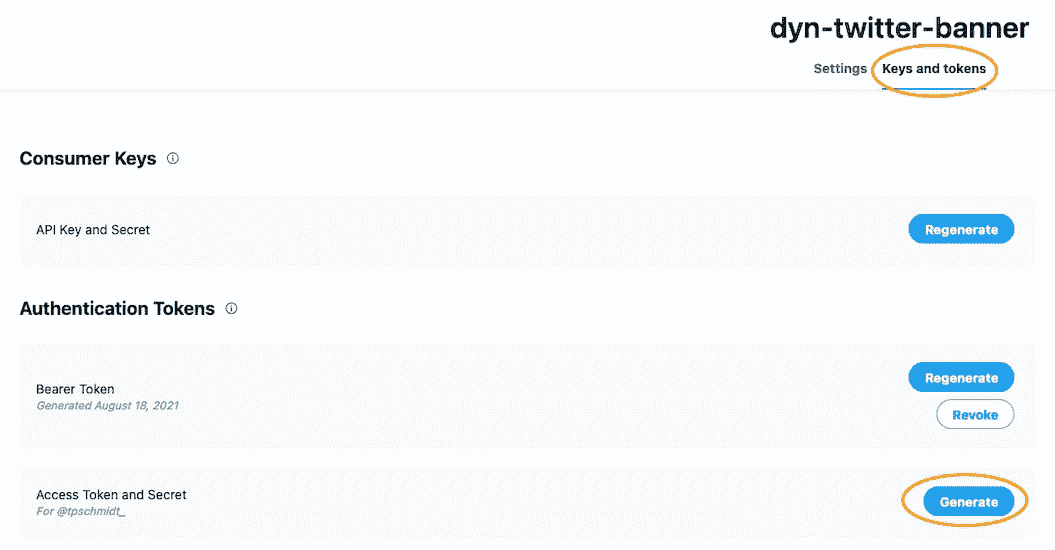 dyn-twitter-banner
Settings Keys and tokens
Consumer Keys
API Key and Secret Regenerate
Authentication Tokens
Bearer Token Regenerate
Generated August 18, 2021
Revoke
Access Token and Secret
Generate
For @tpschmidt_